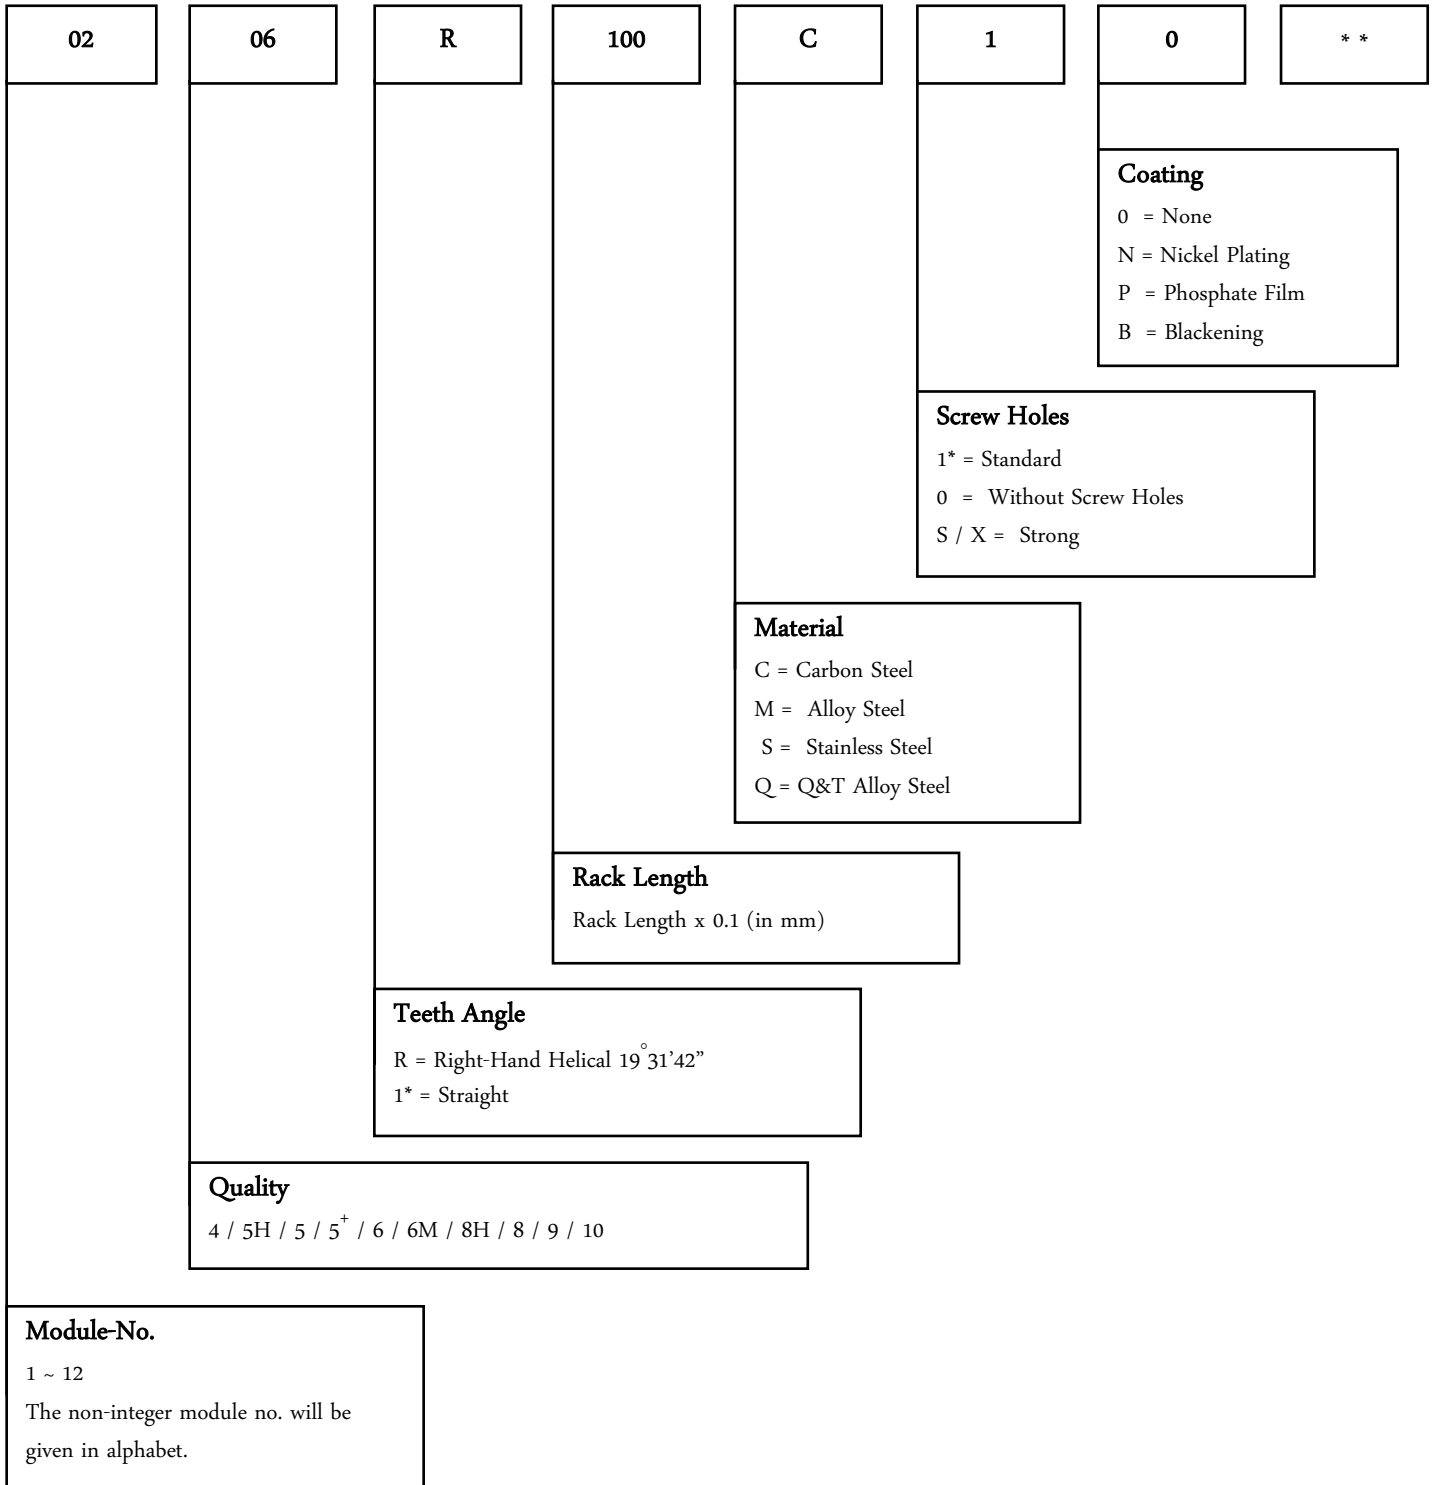 02 06 R 100 C 1 0 * *
Coating
0 = None
N = Nickel Plating
P = Phosphate Film
B = Blackening
Screw Holes
1* = Standard
0 = Without Screw Holes
S / X = Strong
Material
C = Carbon Steel
M = Alloy Steel
S = Stainless Steel
Q = Q&T Alloy Steel
Rack Length
Rack Length x 0.1 (in mm)
Teeth Angle
R = Right-Hand Helical 19°31’42”
1* = Straight
Quality
4 / 5H / 5 / 5⁺ / 6 / 6M / 8H / 8 / 9 / 10
Module-No.
1 ~ 12
The non-integer module no. will be
given in alphabet.